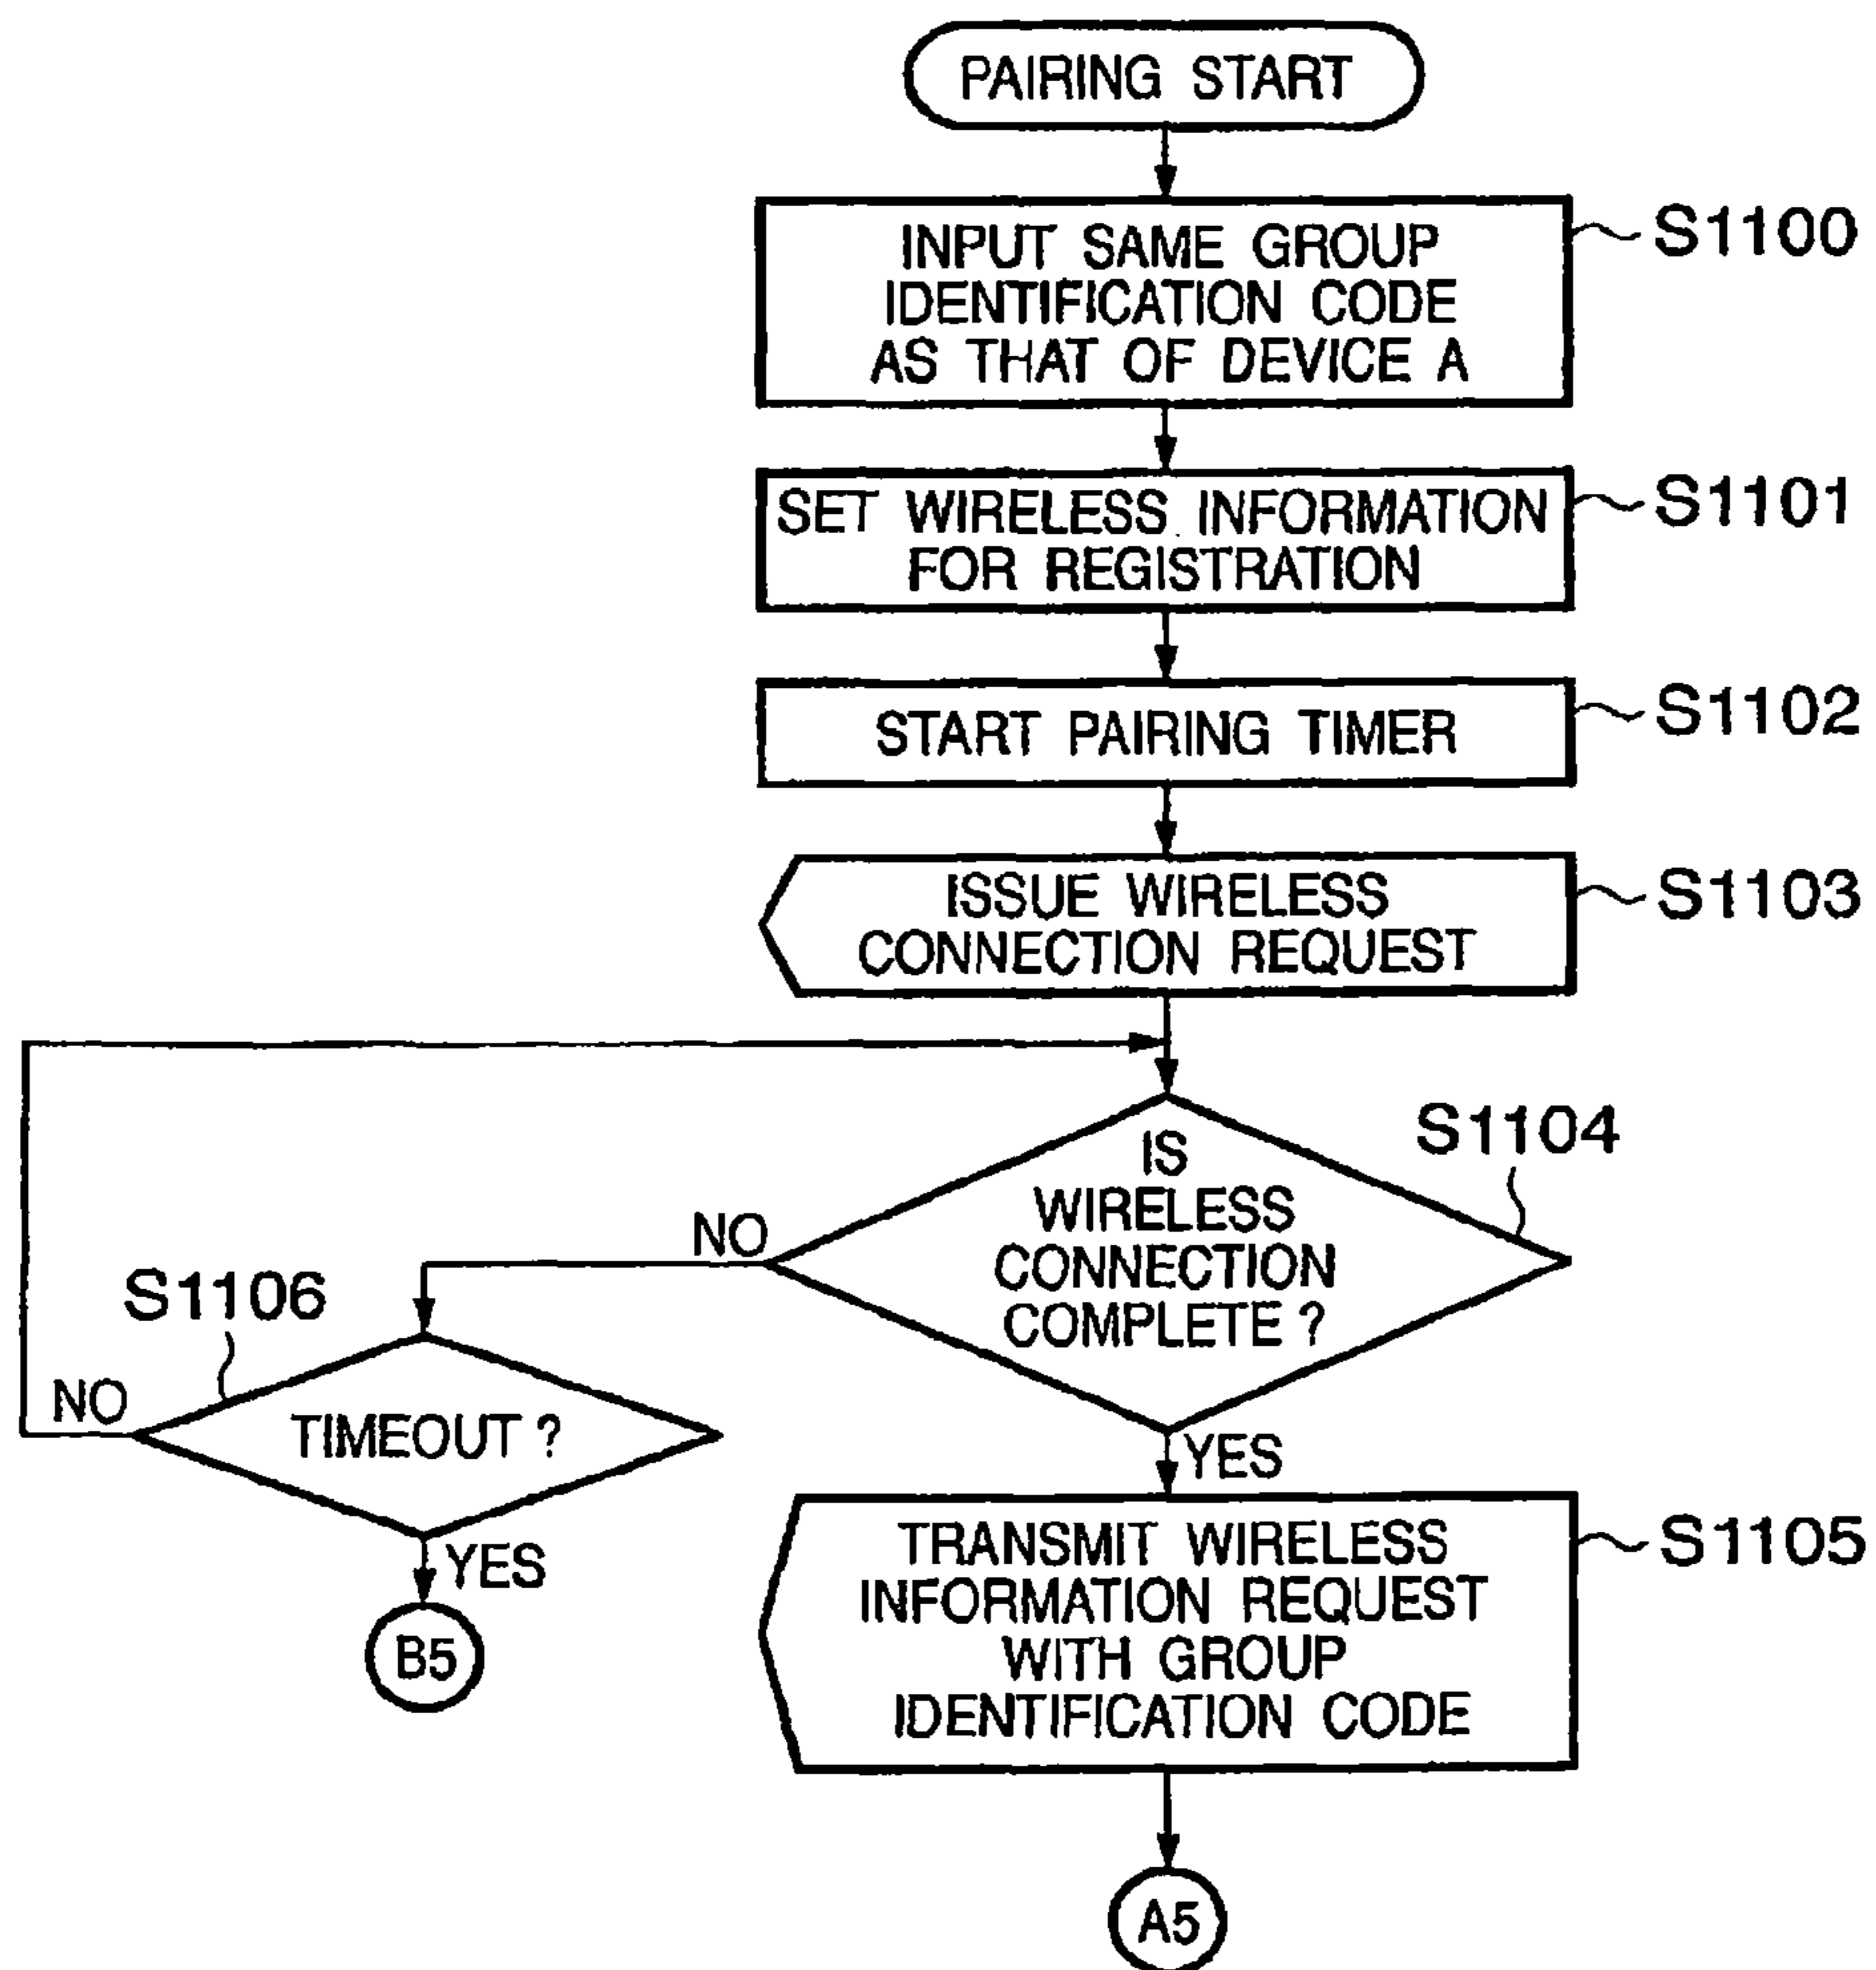 PAIRING START
INPUT SAME GROUP
IDENTIFICATION CODE
AS THAT OF DEVICE A
S1100
SET WIRELESS INFORMATION
FOR REGISTRATION
S1101
START PAIRING TIMER
S1102
ISSUE WIRELESS
CONNECTION REQUEST
S1103
IS
WIRELESS
CONNECTION
COMPLETE ?
S1104
NO
S1106
NO
TIMEOUT ?
YES
B5
YES
TRANSMIT WIRELESS
INFORMATION REQUEST
WITH GROUP
IDENTIFICATION CODE
S1105
A5